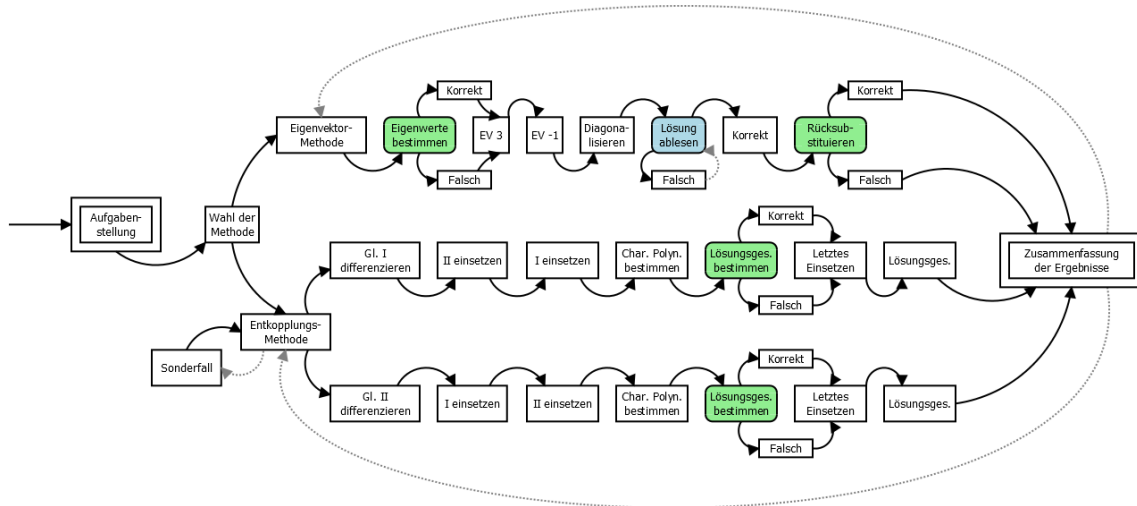 Korrekt
Korrekt
Eigenvektor-
Methode
Eigenwerte
bestimmen
EV 3
EV -1
Diagona-
lisieren
Lösung
ablesen
Korrekt
Rücksub-
stituieren
Falsch
Falsch
Falsch
Aufgaben-
stellung
Wahl der
Methode
Korrekt
Gl. I
differenzieren
II einsetzen
I einsetzen
Char. Polyn.
bestimmen
Lösungsges.
bestimmen
Letztes
Einsetzen
Lösungsges.
Zusammenfassung
der Ergebnisse
Falsch
Entkopplungs-
Methode
Sonderfall
Korrekt
Gl. II
differenzieren
I einsetzen
II einsetzen
Char. Polyn.
bestimmen
Lösungsges.
bestimmen
Letztes
Einsetzen
Lösungsges.
Falsch